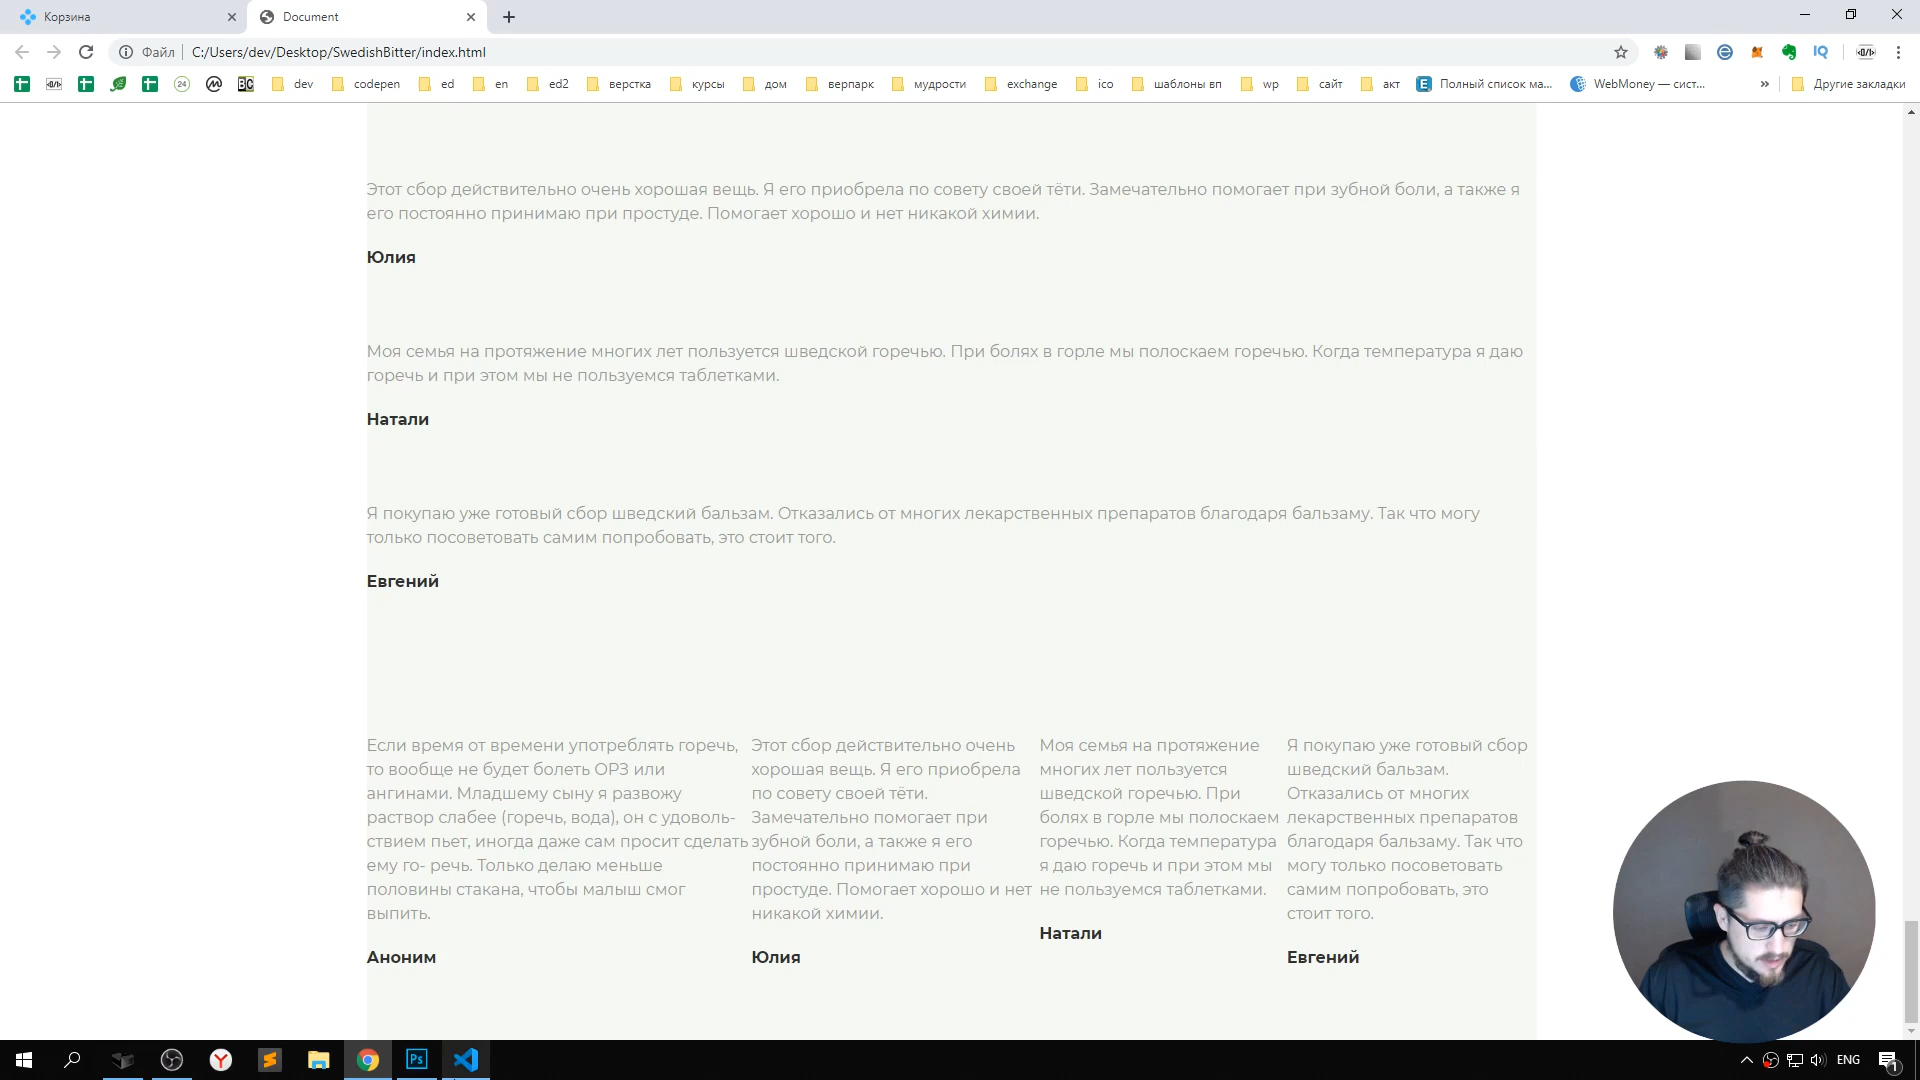 Корзина
Document
Файл
C:/Users/dev/Desktop/SwedishBitter/index.html
IQ
24
BC
dev
codepen
ed
en
ed2
верстка
курсы
дом
верпарк
мудрости
exchange
ico
шаблоны вп
wp
сайт
акт
E
Полный список ма...
WebMoney — сист...
»
Другие закладки
Этот сбор действительно очень хорошая вещь. Я его приобрела по совету своей тёти. Замечательно помогает при зубной боли, а также я
его постоянно принимаю при простуде. Помогает хорошо и нет никакой химии.
Юлия
Моя семья на протяжение многих лет пользуется шведской горечью. При болях в горле мы полоскаем горечью. Когда температура я даю
горечь и при этом мы не пользуемся таблетками.
Натали
Я покупаю уже готовый сбор шведский бальзам. Отказались от многих лекарственных препаратов благодаря бальзаму. Так что могу
только посоветовать самим попробовать, это стоит того.
Евгений
Если время от времени употреблять горечь,
то вообще не будет болеть ОРЗ или
ангинами. Младшему сыну я развожу
раствор слабее (горечь, вода), он с удоволь-
ствием пьет, иногда даже сам просит сделать
ему го- речь. Только делаю меньше
половины стакана, чтобы малыш смог
выпить.
Аноним
Этот сбор действительно очень
хорошая вещь. Я его приобрела
по совету своей тёти.
Замечательно помогает при
зубной боли, а также я его
постоянно принимаю при
простуде. Помогает хорошо и нет
никакой химии.
Юлия
Моя семья на протяжение
многих лет пользуется
шведской горечью. При
болях в горле мы полоскаем
горечью. Когда температура
я даю горечь и при этом мы
не пользуемся таблетками.
Натали
Я покупаю уже готовый сбор
шведский бальзам.
Отказались от многих
лекарственных препаратов
благодаря бальзаму. Так что
могу только посоветовать
самим попробовать, это
стоит того.
Евгений
Ps
ENG
1